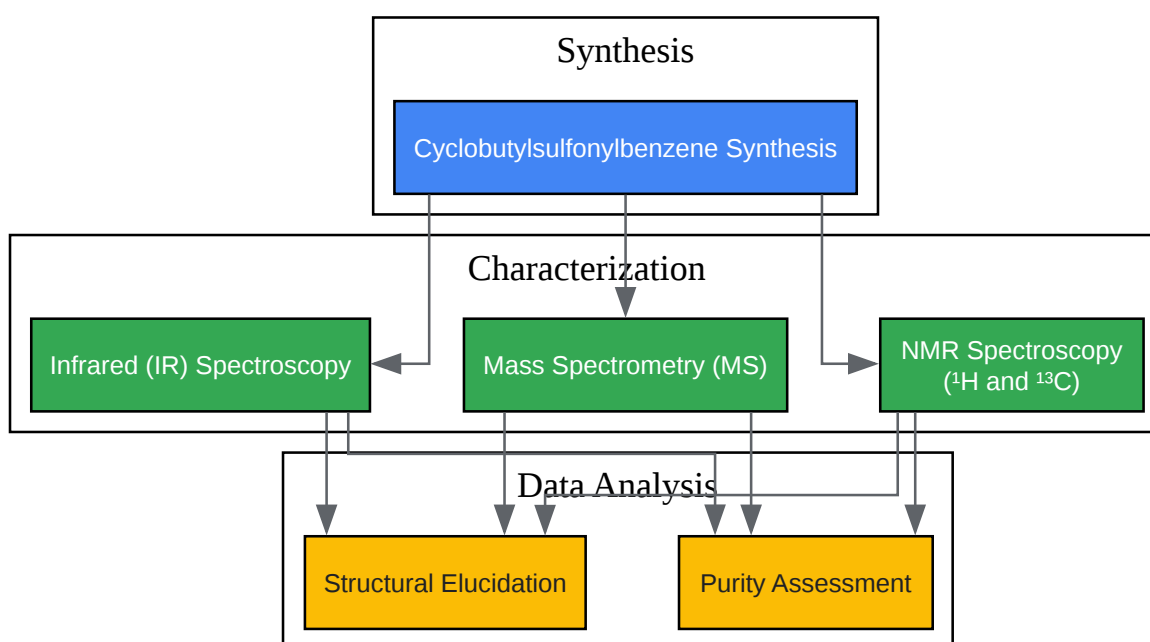 Synthesis
Cyclobutylsulfonylbenzene Synthesis
Characterization
Infrared (IR) Spectroscopy
Mass Spectrometry (MS)
NMR Spectroscopy
(¹H and ¹³C)
Data Analysis
Structural Elucidation
Purity Assessment